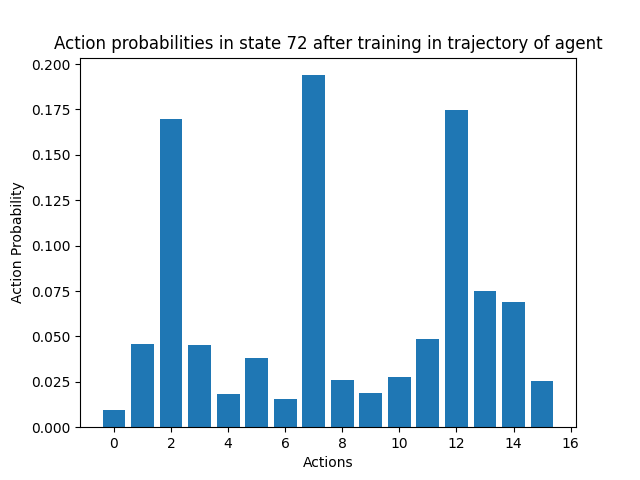 Action probabilities in state 72 after training in trajectory of agent
0.200
0.175
0.150
0.125
0.100
0.075
0.050
0.025
0.000
Action Probability
0 2 4 6 8 10 12 14 16
Actions